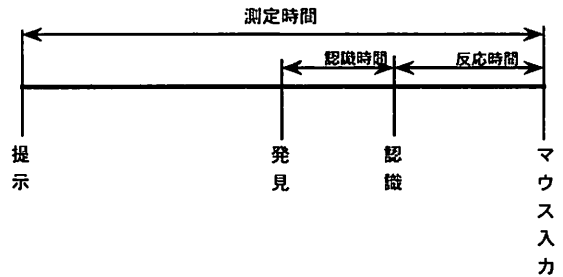 測定時間
認識時間
反応時間
提示
発見
認識
マウス入力